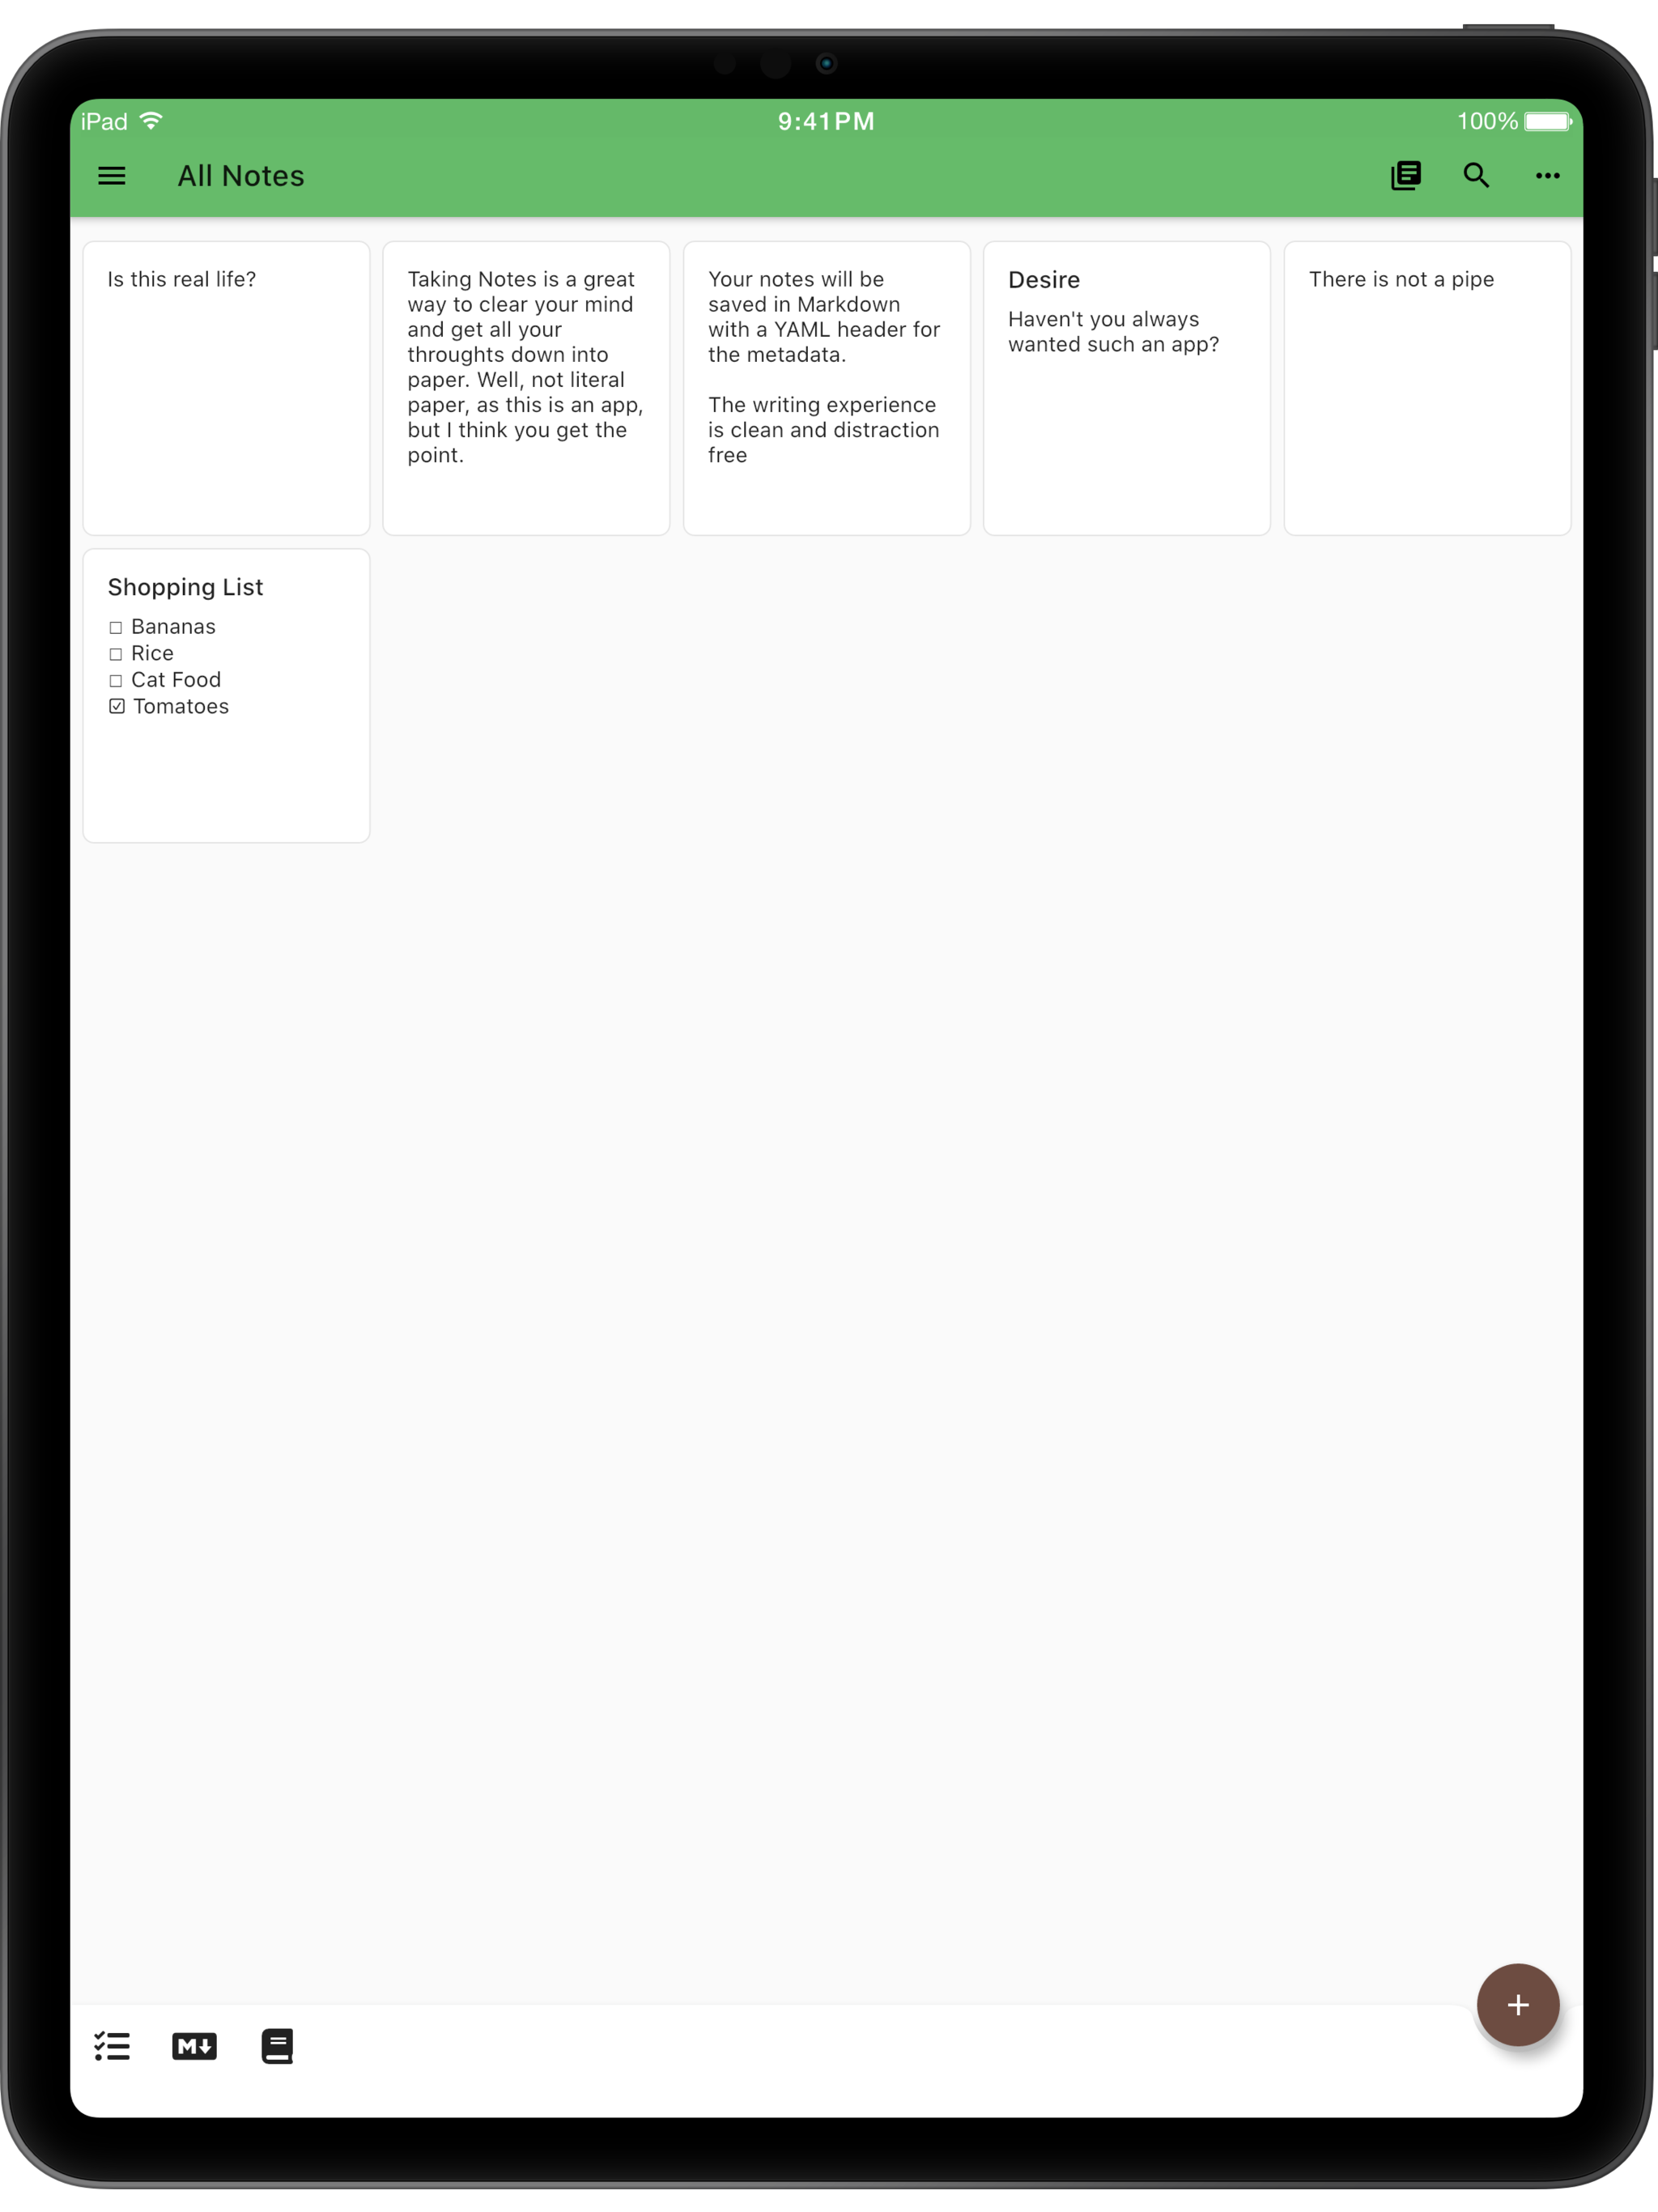 iPad 9:41PM 100%
All Notes
Is this real life?
Taking Notes is a great
way to clear your mind
and get all your
throughts down into
paper. Well, not literal
paper, as this is an app,
but I think you get the
point.
Your notes will be
saved in Markdown
with a YAML header for
the metadata.
The writing experience
is clean and distraction
free
Desire
Haven't you always
wanted such an app?
There is not a pipe
Shopping List
☐ Bananas
☐ Rice
☐ Cat Food
☑ Tomatoes
M